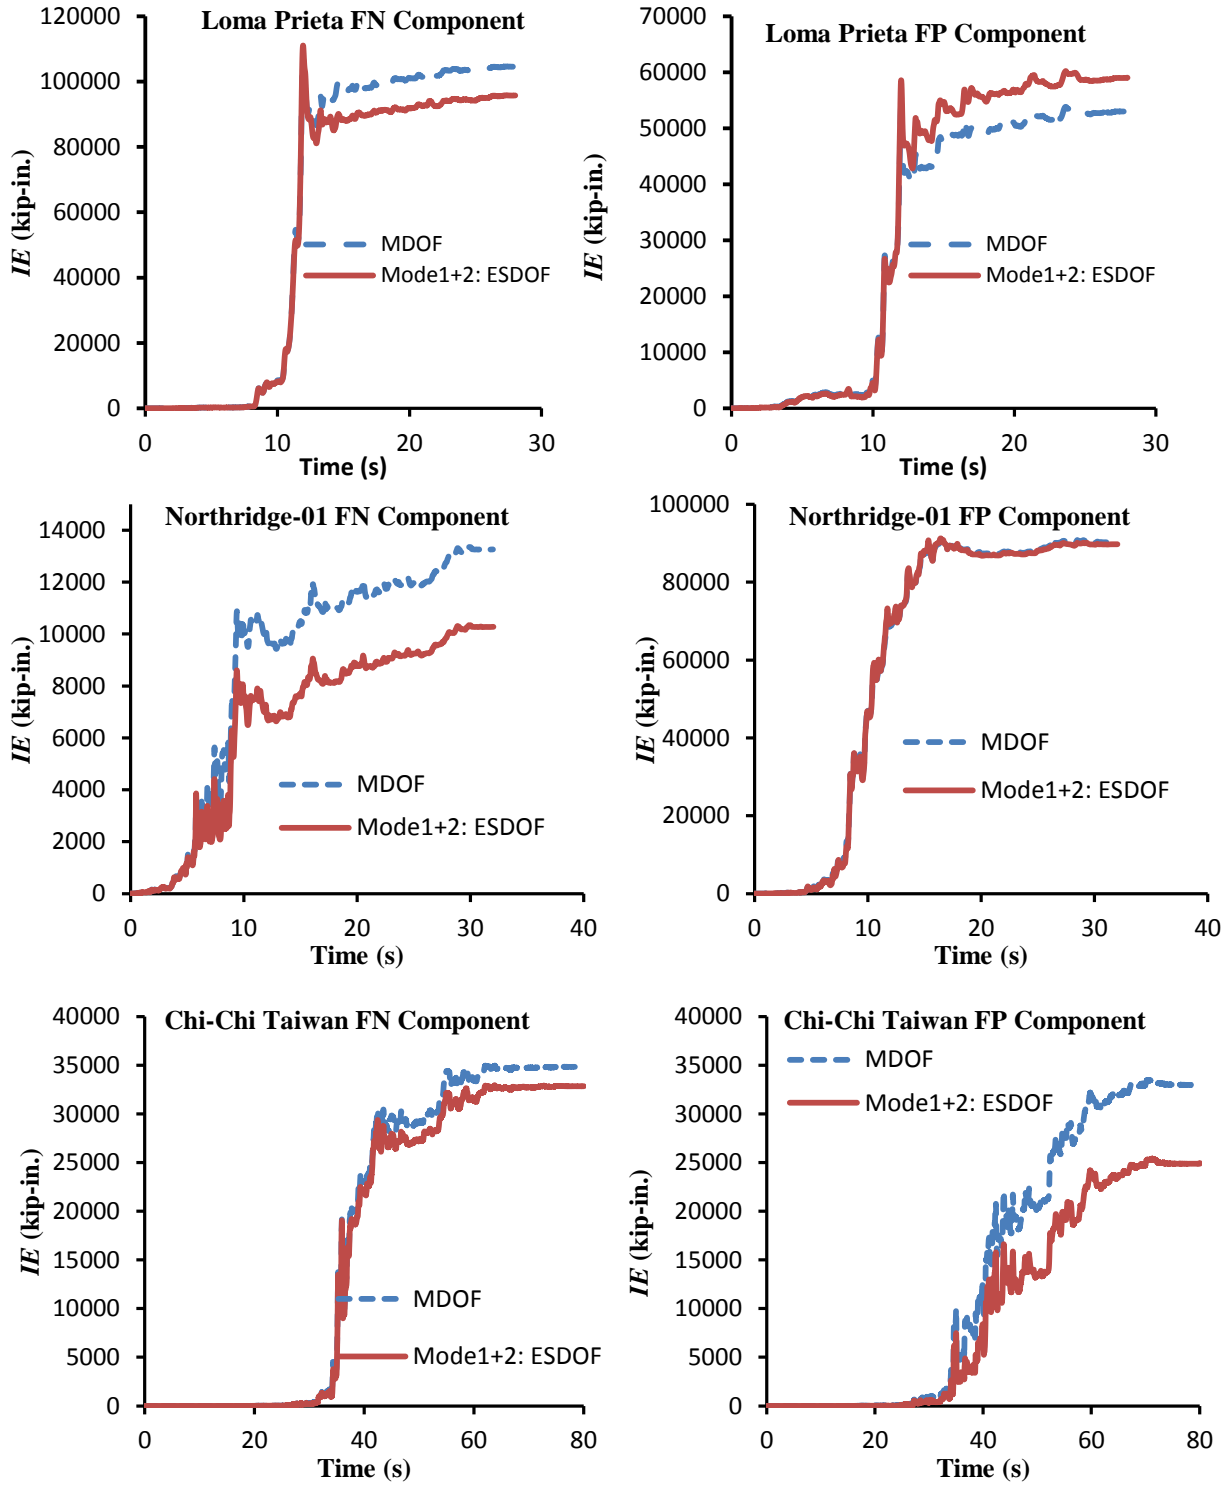 Loma Prieta FN Component
120000
100000
80000
60000
40000
20000
0
IE (kip-in.)
MDOF
Mode1+2: ESDOF
0 10 20 30
Time (s)
Loma Prieta FP Component
70000
60000
50000
40000
30000
20000
10000
0
IE (kip-in.)
MDOF
Mode1+2: ESDOF
0 10 20 30
Time (s)
Northridge-01 FN Component
14000
12000
10000
8000
6000
4000
2000
0
IE (kip-in.)
MDOF
Mode1+2: ESDOF
0 10 20 30 40
Time (s)
Northridge-01 FP Component
100000
80000
60000
40000
20000
0
IE (kip-in.)
MDOF
Mode1+2: ESDOF
0 10 20 30 40
Time (s)
Chi-Chi Taiwan FN Component
40000
35000
30000
25000
20000
15000
10000
5000
0
IE (kip-in.)
MDOF
Mode1+2: ESDOF
0 20 40 60 80
Time (s)
Chi-Chi Taiwan FP Component
40000
35000
30000
25000
20000
15000
10000
5000
0
IE (kip-in.)
MDOF
Mode1+2: ESDOF
0 20 40 60 80
Time (s)